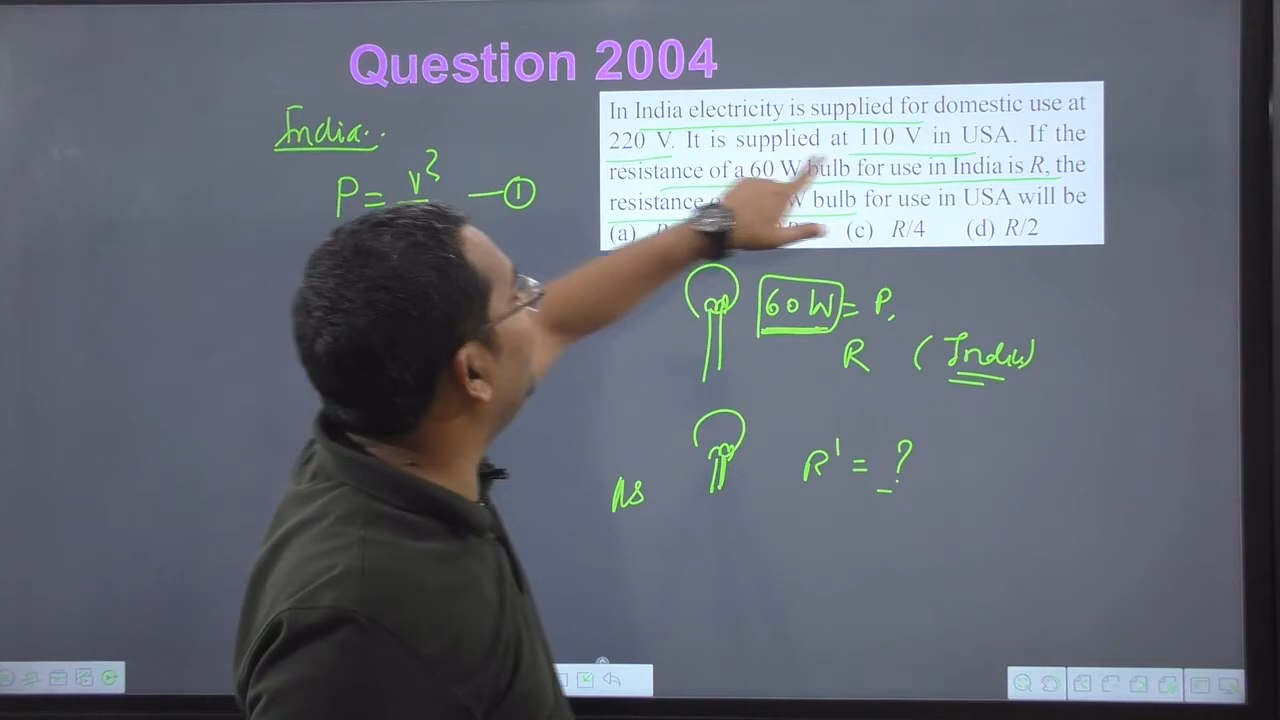 Question 2004
In India electricity is supplied for domestic use at
220 V. It is supplied at 110 V in USA. If the
resistance of a 60 W bulb for use in India is R, the
resistance W bulb for use in USA will be
(a) (c) R/4 (d) R/2
India..
P = V² —①
60 W = P.
R (India)
R' = ?